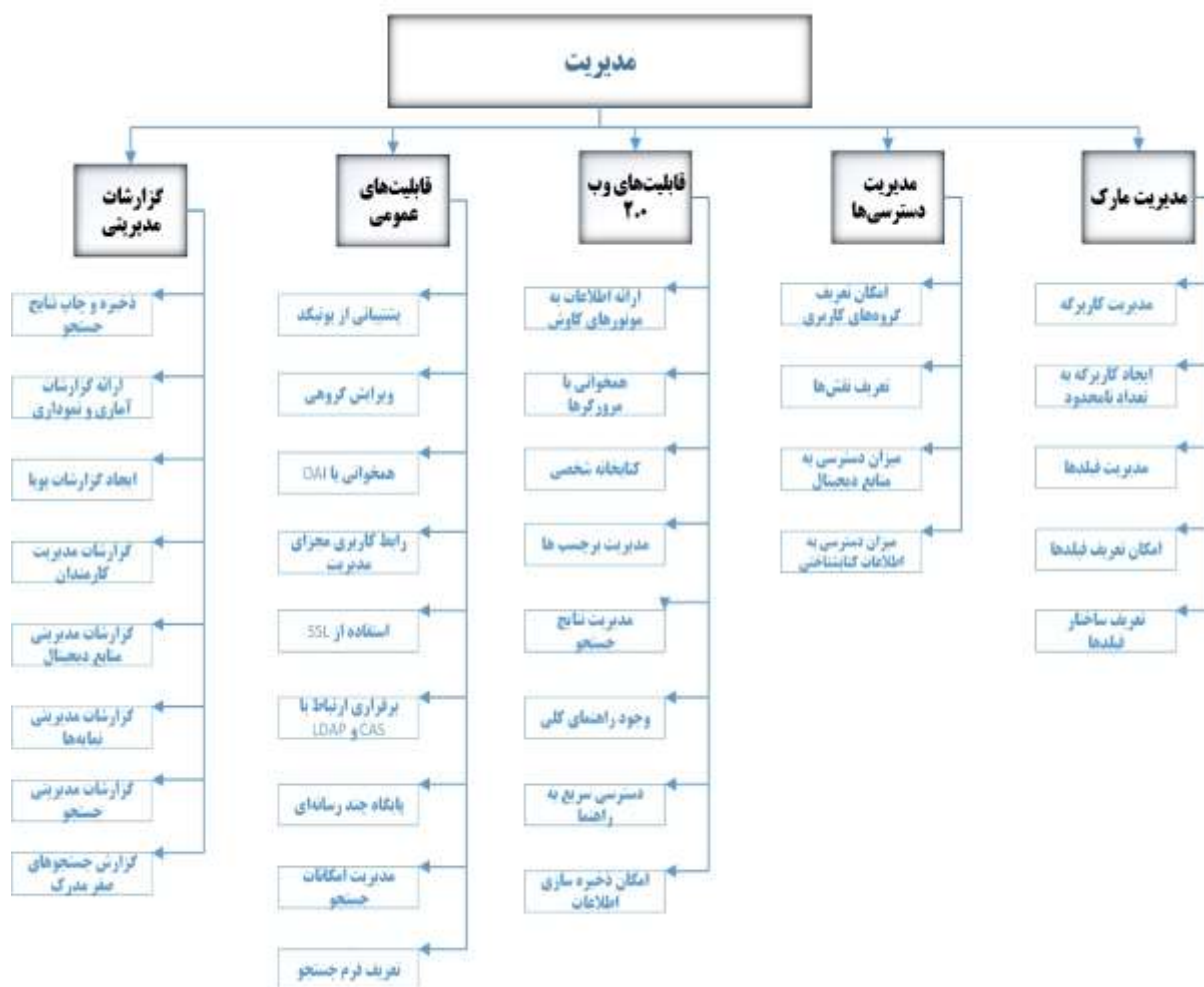 مدیریت
مدیریت مارک
مدیریت کاربرگه
ایجاد کاربرگه به
تعداد نامحدود
مدیریت فیلدها
امکان تعریف فیلدها
تعریف ساختار
فیلدها
مدیریت
دسترسی‌ها
امکان تعریف
گروه‌های کاربری
تعریف نقش‌ها
میزان دسترسی به
منابع دیجیتال
میزان دسترسی به
اطلاعات کتابشناختی
قابلیت‌های وب
۲.۰
ارائه اطلاعات به
موتورهای کاوش
همخوانی با
مرورگرها
کتابخانه شخصی
مدیریت برچسب ها
مدیریت نتایج
جستجو
وجود راهنمای کلی
دسترسی سریع به
راهنما
امکان ذخیره سازی
اطلاعات
قابلیت‌های
عمومی
پشتیبانی از یونیکد
ویرایش گروهی
همخوانی با OAI
رابط کاربری مجزای
مدیریت
استفاده از SSL
برقراری ارتباط با
CAS و LDAP
پایگاه چند رسانه‌ای
مدیریت امکانات
جستجو
تعریف فرم جستجو
گزارشات
مدیریتی
ذخیره و چاپ نتایج
جستجو
ارائه گزارشات
آماری و نموداری
ایجاد گزارشات پویا
گزارشات مدیریت
کارمندان
گزارشات مدیریتی
منابع دیجیتال
گزارشات مدیریتی
نمایه‌ها
گزارشات مدیریتی
جستجو
گزارش جستجوهای
صفر مدرک